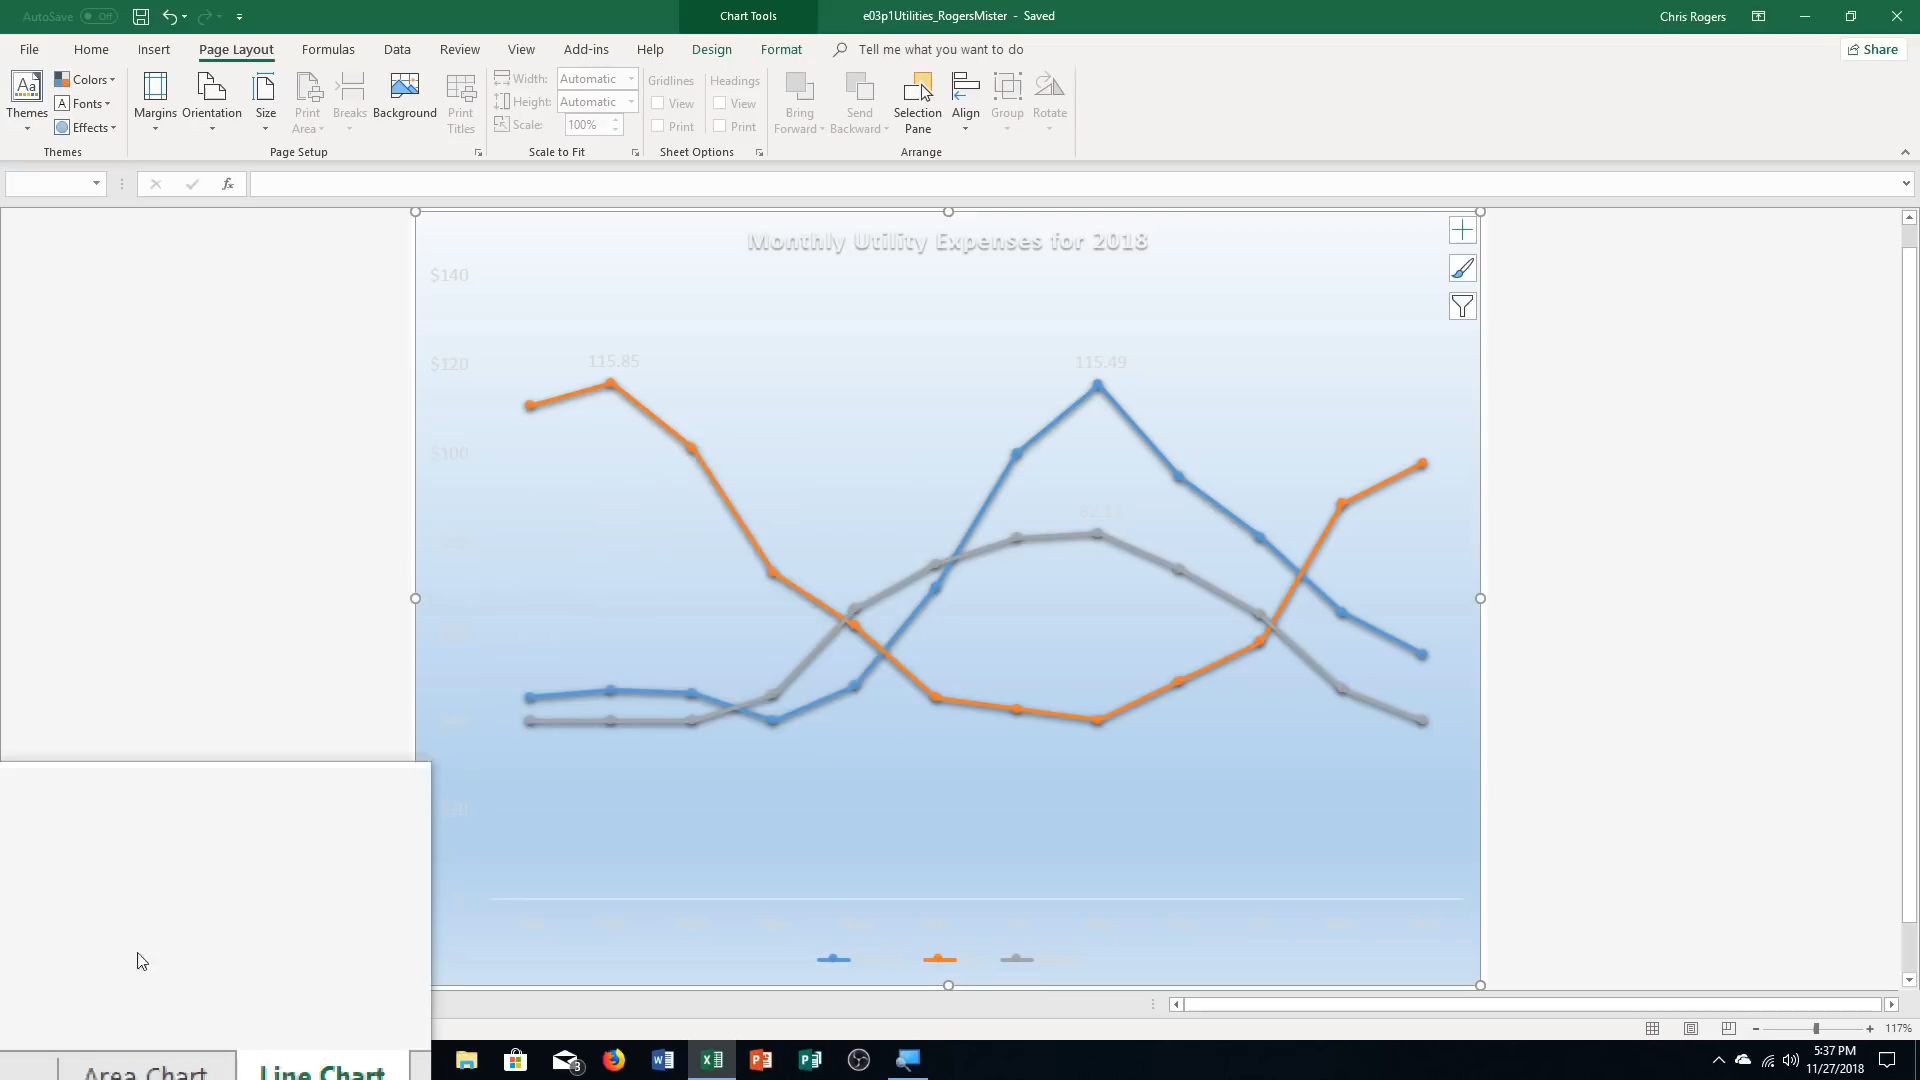 AutoSave Off
Chart Tools
e03p1Utilities_RogersMister - Saved
Chris Rogers
File Home Insert Page Layout Formulas Data Review View Add-ins Help Design Format Tell me what you want to do Share
Themes
Colors
Fonts
Effects
Themes
Margins
Orientation
Size
Print Area
Breaks
Background
Print Titles
Page Setup
Width: Automatic
Height: Automatic
Scale: 100%
Scale to Fit
Gridlines
View
Print
Headings
View
Print
Sheet Options
Bring Forward
Send Backward
Selection Pane
Align
Group
Rotate
Arrange
fx
Monthly Utility Expenses for 2018
$140
$120
$100
115.85
115.49
Area Chart
Line Chart
117%
3
5:37 PM
11/27/2018